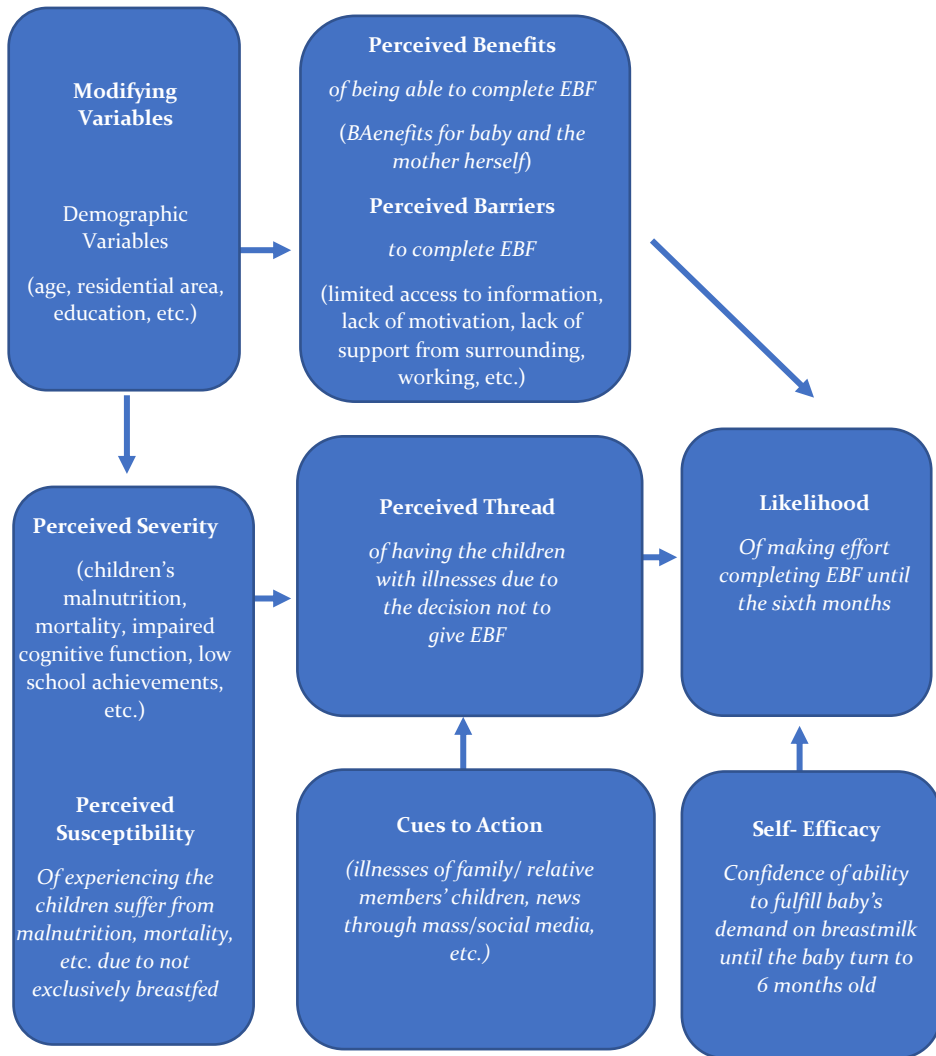 Modifying
Variables
Demographic
Variables
(age, residential area,
education, etc.)
Perceived Benefits
of being able to complete EBF
(BAenefits for baby and the
mother herself)
Perceived Barriers
to complete EBF
(limited access to information,
lack of motivation, lack of
support from surrounding,
working, etc.)
Perceived Severity
(children's
malnutrition,
mortality, impaired
cognitive function, low
school achievements,
etc.)
Perceived
Susceptibility
Of experiencing the
children suffer from
malnutrition, mortality,
etc. due to not
exclusively breastfed
Perceived Thread
of having the children
with illnesses due to
the decision not to
give EBF
Likelihood
Of making effort
completing EBF until
the sixth months
Cues to Action
(illnesses of family/ relative
members' children, news
through mass/social media,
etc.)
Self- Efficacy
Confidence of ability
to fulfill baby's
demand on breastmilk
until the baby turn to
6 months old